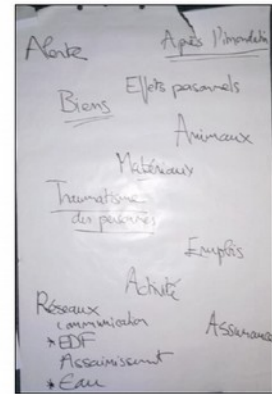 Alerte
Après l'inondation
Effets personnels
Biens
Animaux
Matériaux
Traumatisme
des personnes
Emplois
Activité
Réseaux
communication
* EDF
Assainissement
* Eau
Assurance